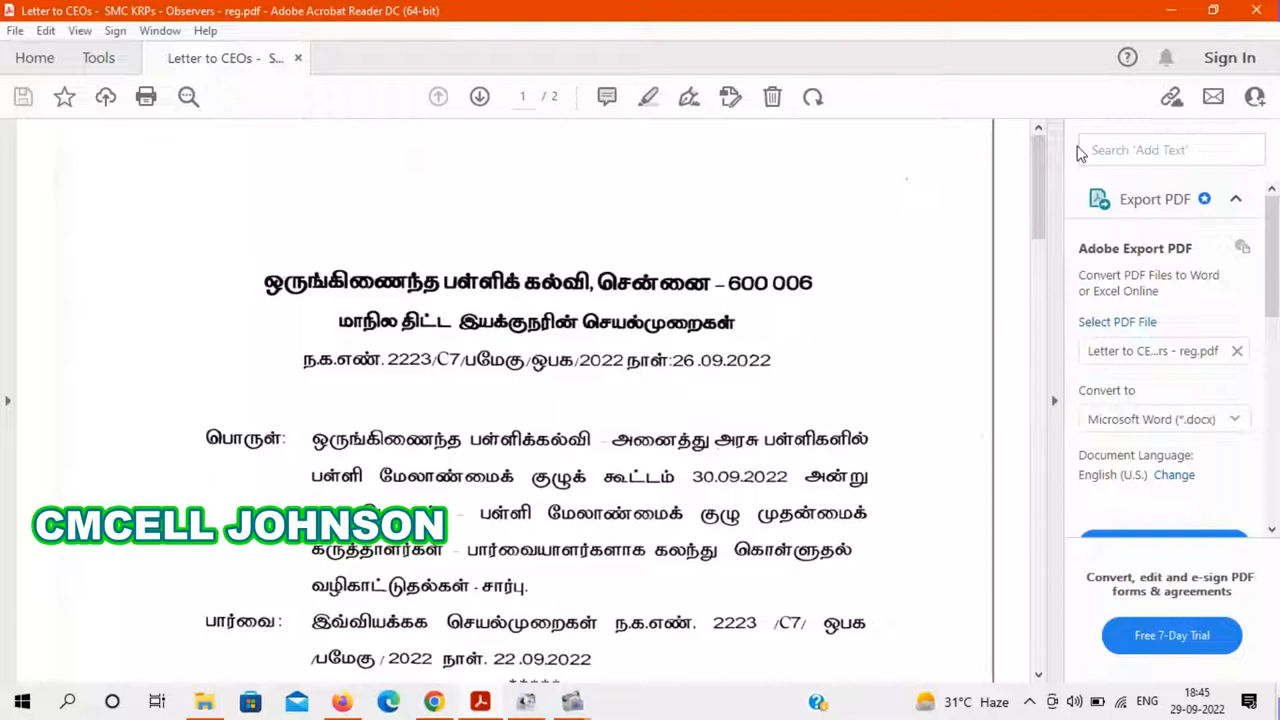 Letter to CEOs - SMC KRPs - Observers - reg.pdf - Adobe Acrobat Reader DC (64-bit)
File Edit View Sign Window Help
Home Tools Letter to CEOs - S... ×
Sign In
1 / 2
Search 'Add Text'
Export PDF
Adobe Export PDF
Convert PDF Files to Word
or Excel Online
Select PDF File
Letter to CE...rs - reg.pdf
Convert to
Microsoft Word (*.docx)
Document Language:
English (U.S.) Change
Convert, edit and e-sign PDF
forms & agreements
Free 7-Day Trial
ஒருங்கிணைந்த பள்ளிக் கல்வி, சென்னை – 600 006
மாநில திட்ட இயக்குநரின் செயல்முறைகள்
ந.க.எண். 2223/C7/பமேகு/ஒபக/2022 நாள்:26.09.2022
பொருள்: ஒருங்கிணைந்த பள்ளிக்கல்வி - அனைத்து அரசு பள்ளிகளில்
பள்ளி மேலாண்மைக் குழுக் கூட்டம் 30.09.2022 அன்று
- பள்ளி மேலாண்மைக் குழு முதன்மைக்
கருத்தாளர்கள் - பார்வையாளர்களாக கலந்து கொள்ளுதல்
வழிகாட்டுதல்கள் - சார்பு.
பார்வை: இவ்வியக்கக செயல்முறைகள் ந.க.எண். 2223 /C7/ ஒபக
/பமேகு / 2022 நாள். 22.09.2022
*****
CMCELL JOHNSON
31°C Haze
ENG
18:45
29-09-2022